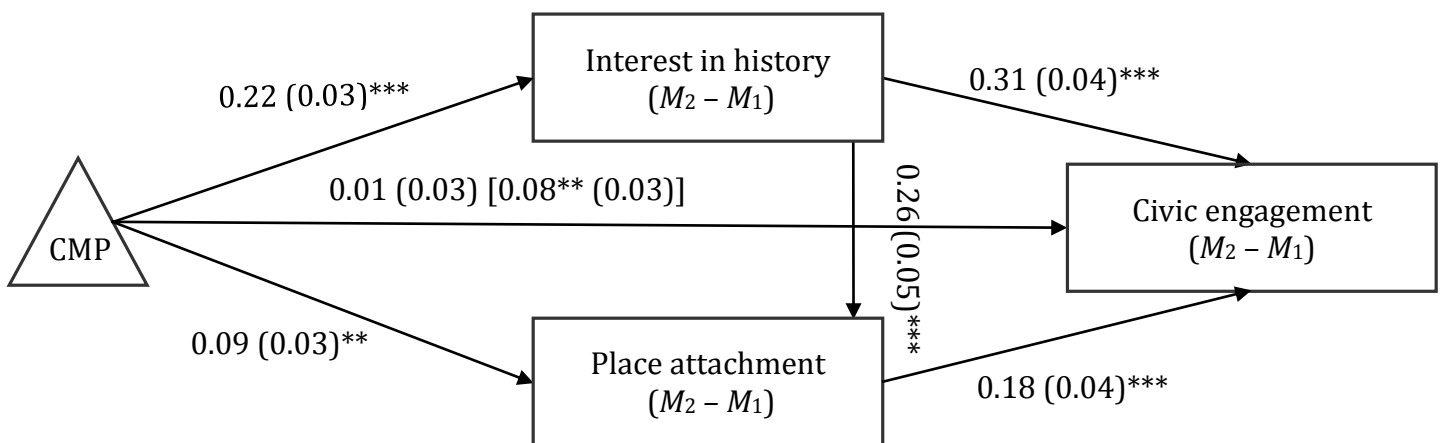 Interest in history
(M2 – M1)
0.22 (0.03)***
0.31 (0.04)***
0.01 (0.03) [0.08** (0.03)]
0.26 (0.05)***
CMP
Civic engagement
(M2 – M1)
0.09 (0.03)**
Place attachment
(M2 – M1)
0.18 (0.04)***